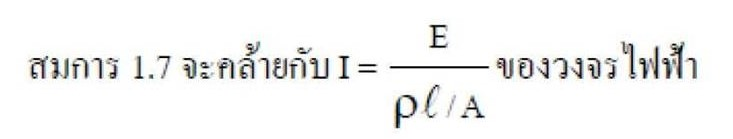 สมการ 1.7 จะคล้ายกับ I = E / (ρℓ/A) ของวงจรไฟฟ้า